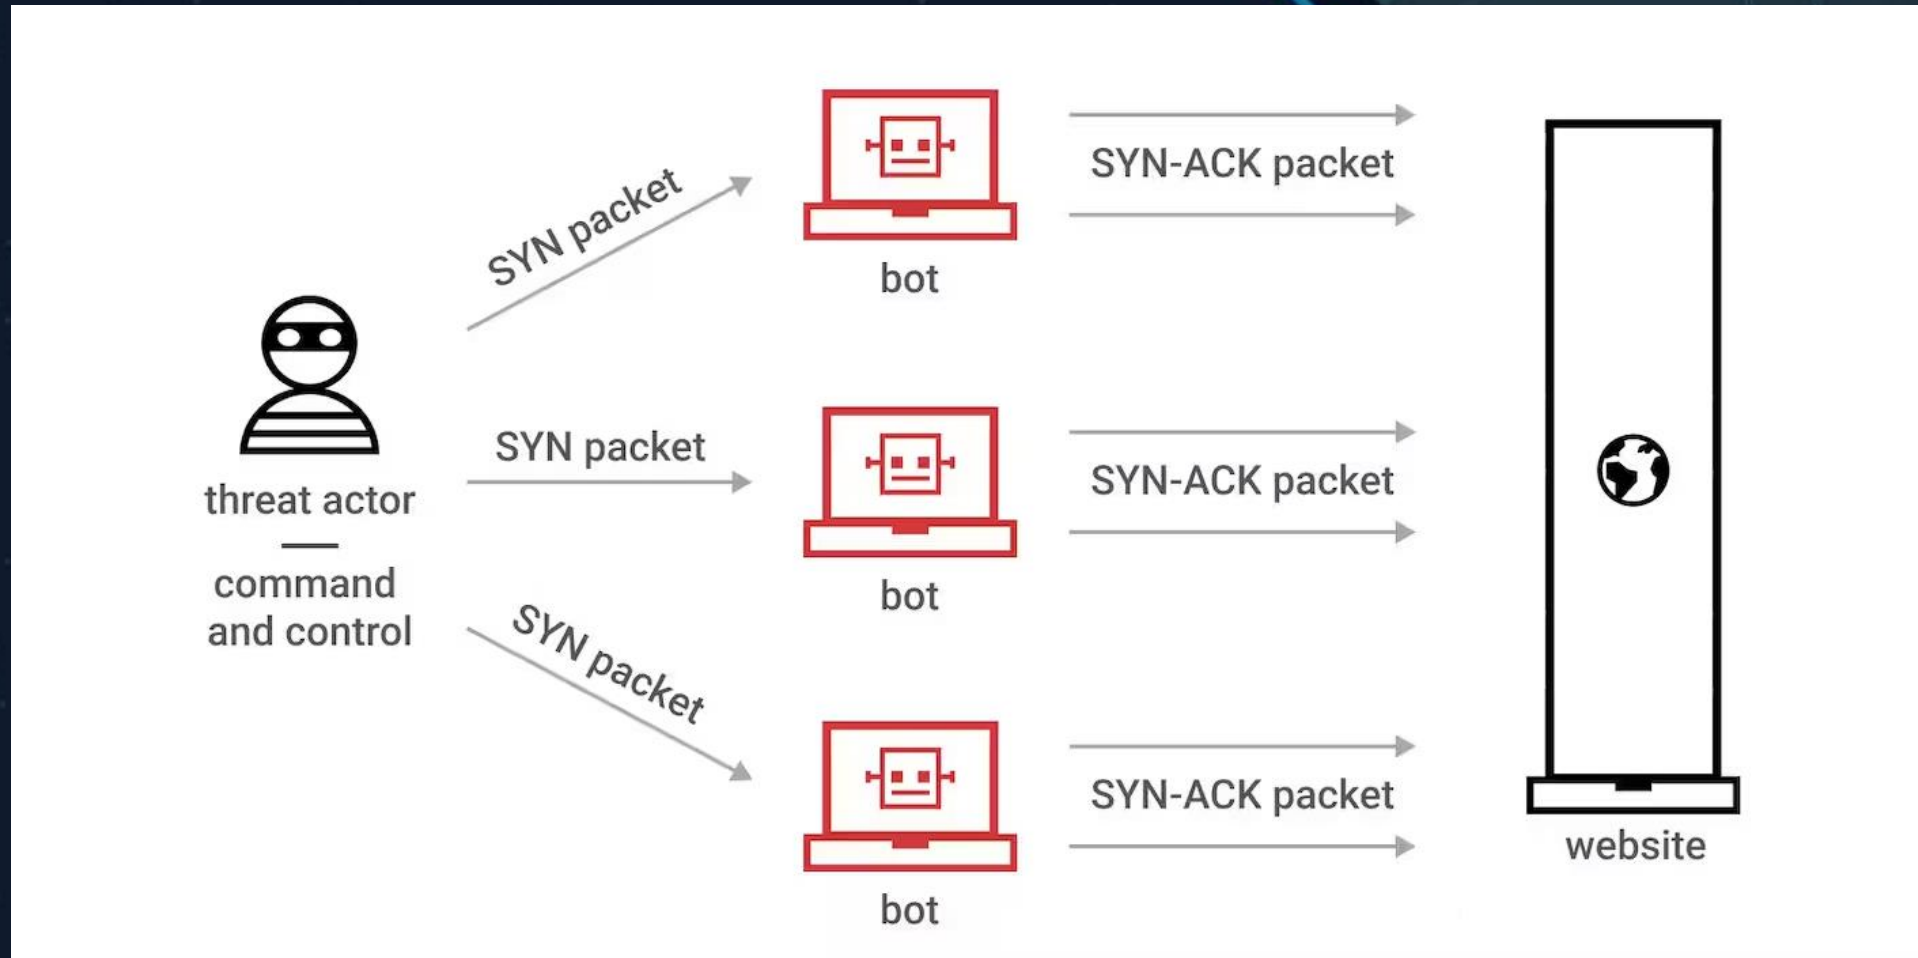 SYN packet
SYN-ACK packet
bot
threat actor
command
and control
SYN packet
SYN-ACK packet
bot
SYN packet
SYN-ACK packet
bot
website